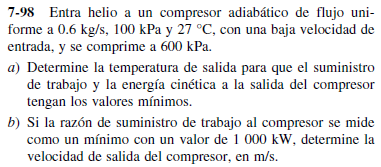 7-98 Entra helio a un compresor adiabático de flujo uni-
forme a 0.6 kg/s, 100 kPa y 27 °C, con una baja velocidad de
entrada, y se comprime a 600 kPa.
a) Determine la temperatura de salida para que el suministro
de trabajo y la energía cinética a la salida del compresor
tengan los valores mínimos.
b) Si la razón de suministro de trabajo al compresor se mide
como un mínimo con un valor de 1 000 kW, determine la
velocidad de salida del compresor, en m/s.